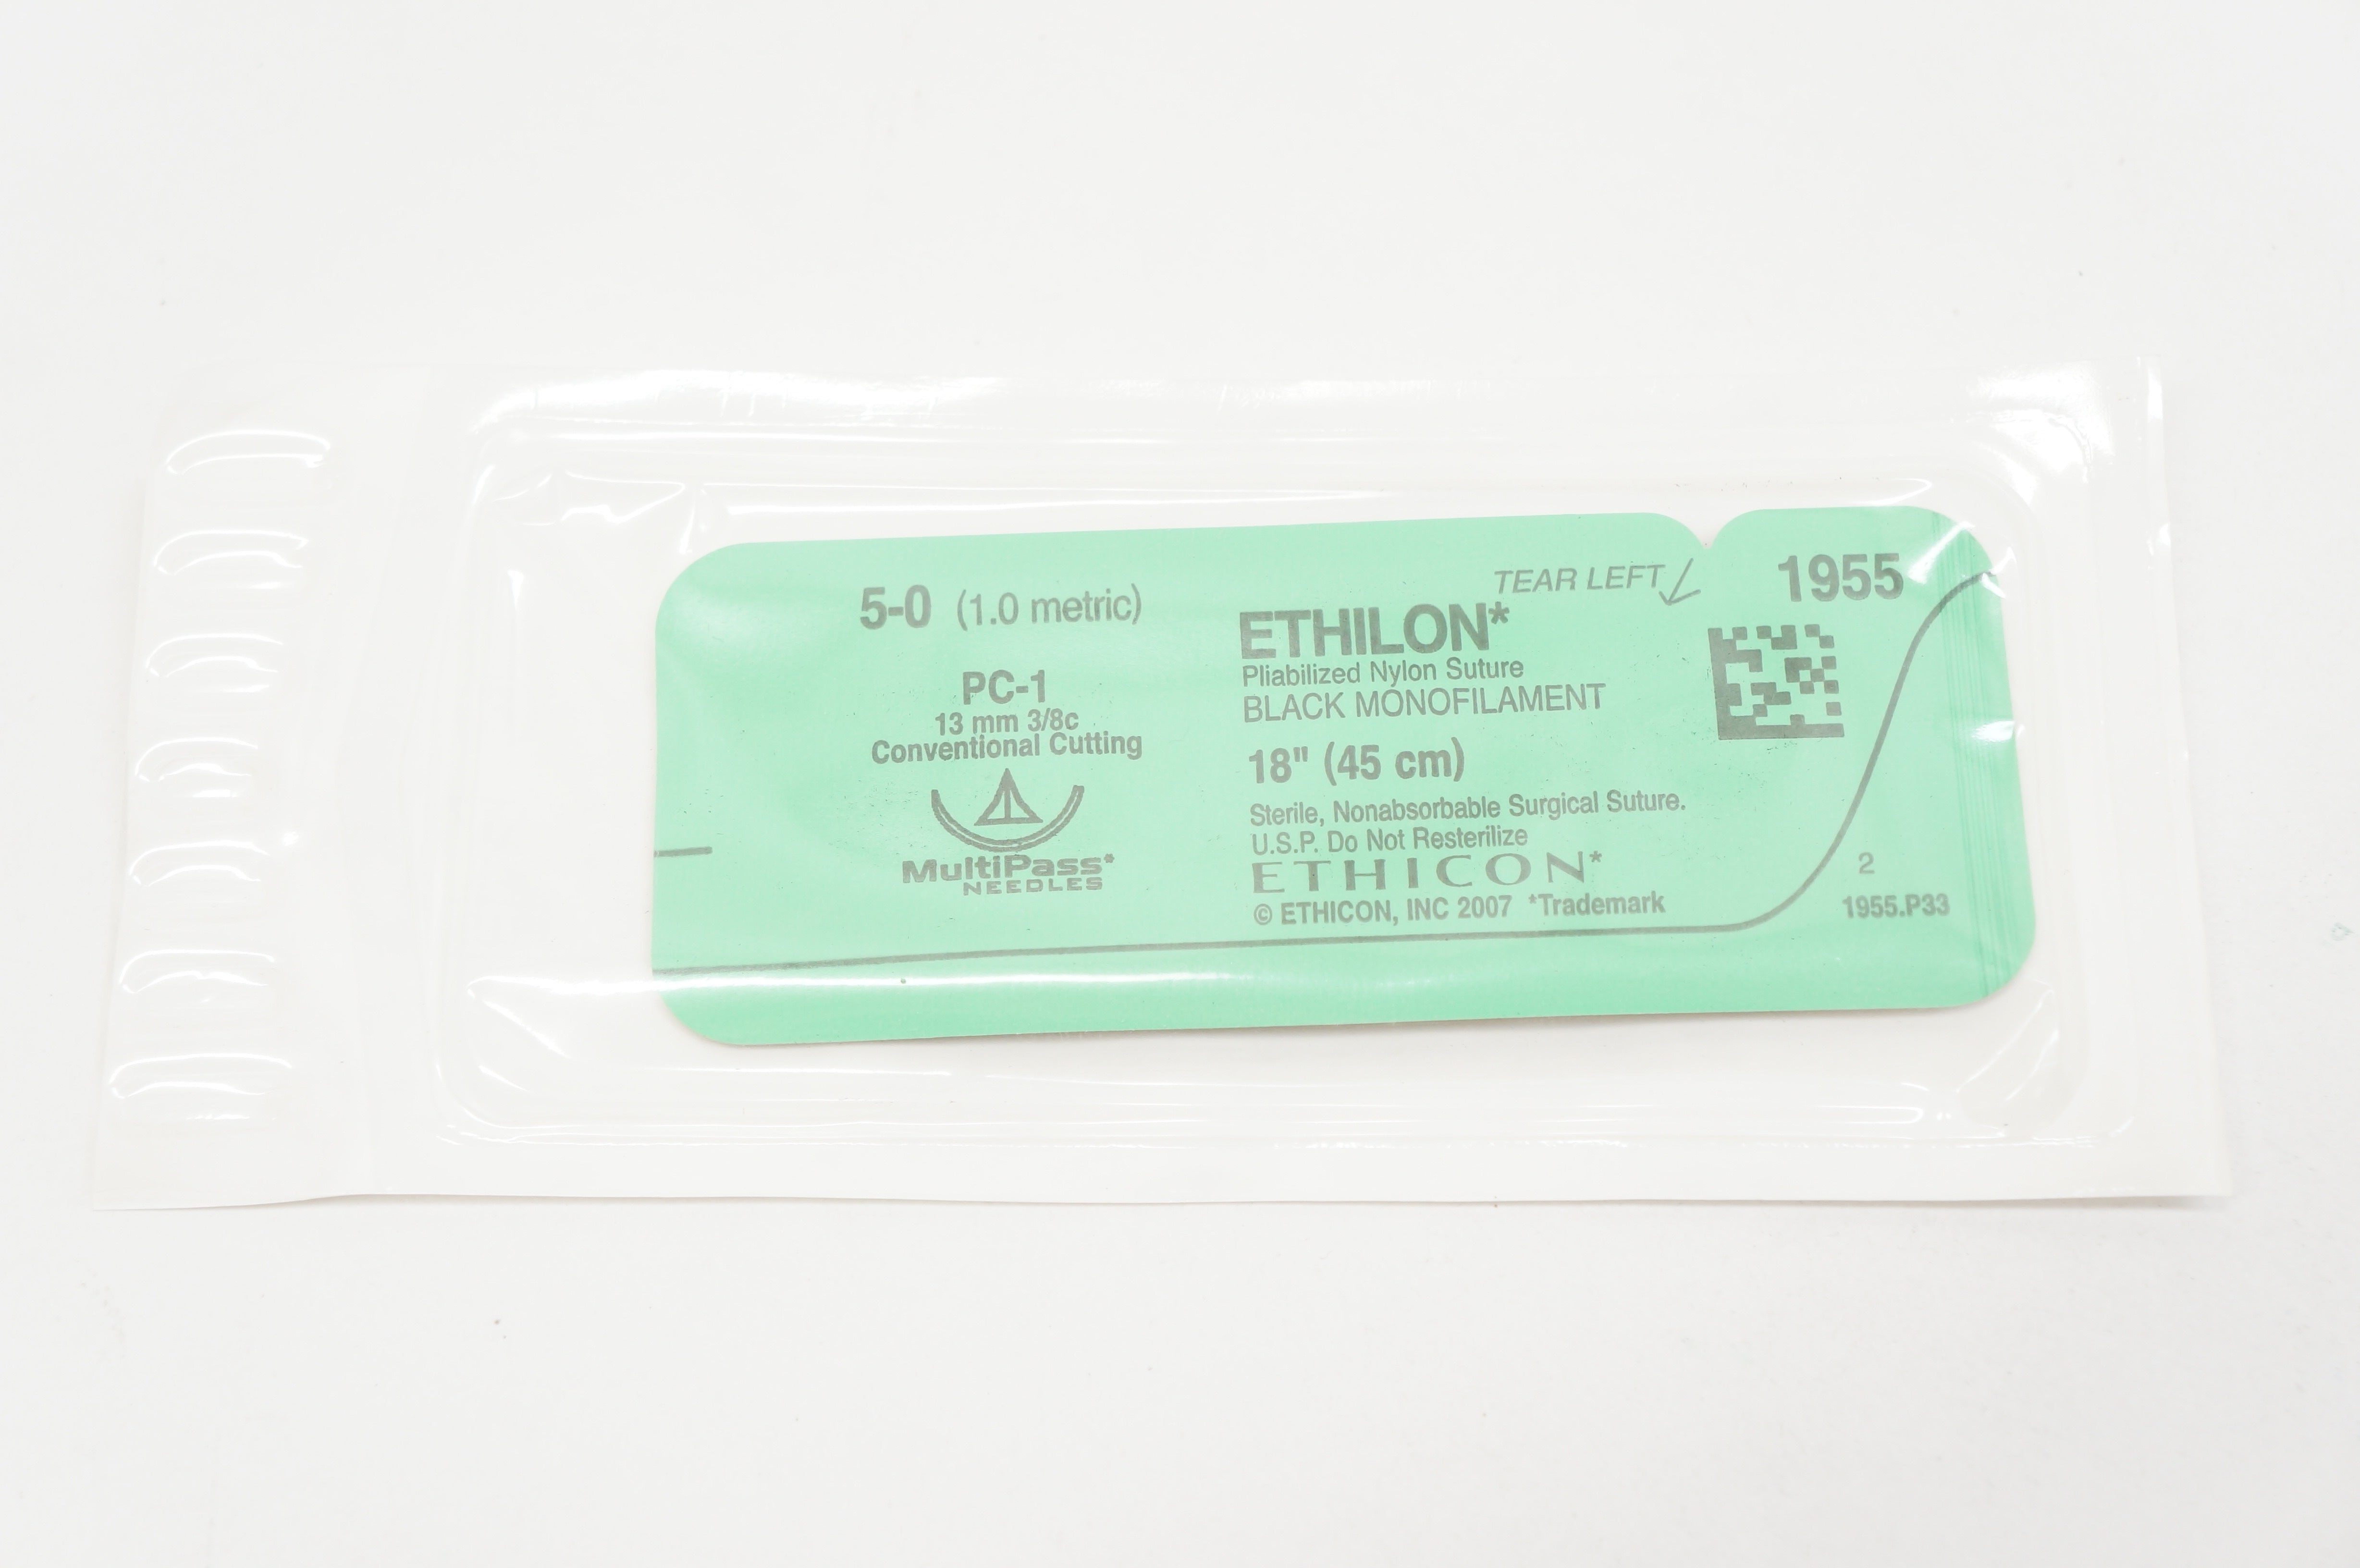 5-0 (1.0 metric)
PC-1
13 mm 3/8c
Conventional Cutting
MultiPass*
NEEDLES
TEAR LEFT
ETHILON*
Pliabilized Nylon Suture
BLACK MONOFILAMENT
18" (45 cm)
Sterile, Nonabsorbable Surgical Suture.
U.S.P. Do Not Resterilize
ETHICON*
© ETHICON, INC 2007 *Trademark
1955
2
1955.P33